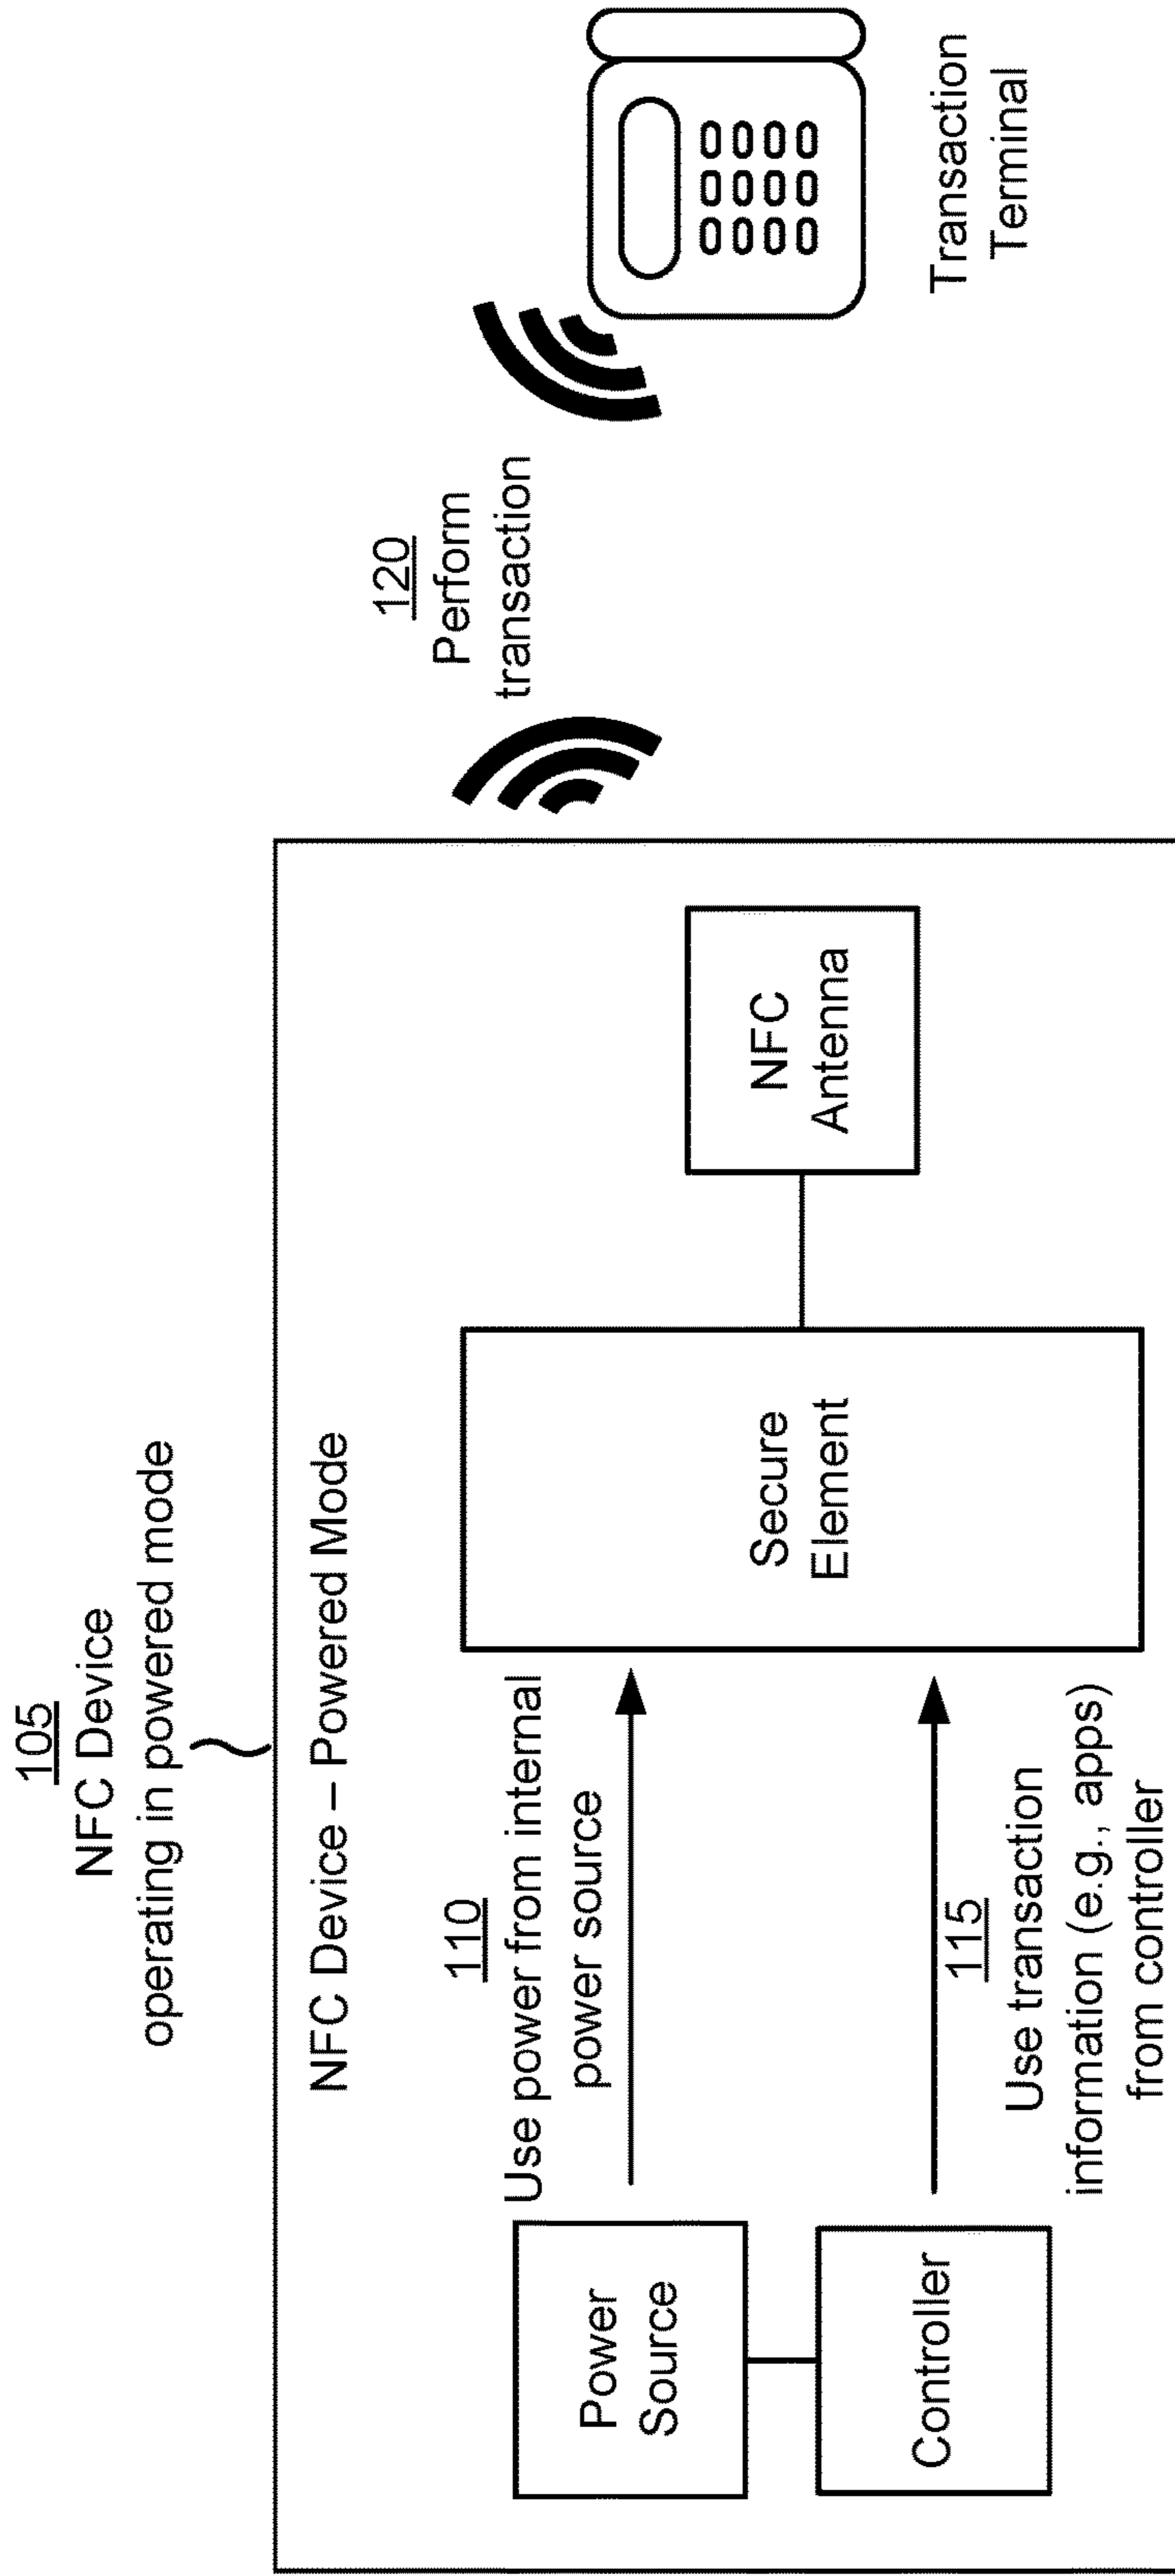 105
NFC Device
operating in powered mode
NFC Device – Powered Mode
110
Use power from internal
power source
Power
Source
Controller
115
Use transaction
information (e.g., apps)
from controller
Secure
Element
NFC
Antenna
120
Perform
transaction
Transaction
Terminal